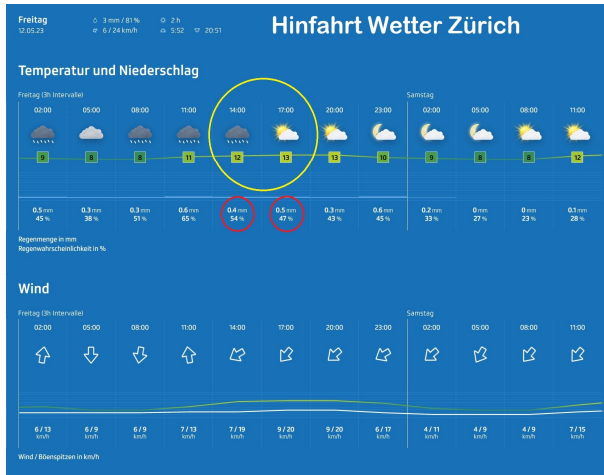 Freitag 3 mm / 81 % 2 h Hinfahrt Wetter Zürich
12.05.23 6 / 24 km/h 5:52 20:51
Temperatur und Niederschlag
Freitag (3h Intervalle) Samstag
02:00 05:00 08:00 11:00 14:00 17:00 20:00 23:00 02:00 05:00 08:00 11:00
9 8 8 11 12 13 13 10 9 8 8 12
0.5 mm 0.3 mm 0.3 mm 0.6 mm 0.4 mm 0.5 mm 0.3 mm 0.6 mm 0.2 mm 0 mm 0 mm 0.1 mm
45 % 38 % 51 % 65 % 54 % 47 % 43 % 45 % 33 % 27 % 23 % 28 %
Regenmenge in mm
Regenwahrscheinlichkeit in %
Wind
Freitag (3h Intervalle) Samstag
02:00 05:00 08:00 11:00 14:00 17:00 20:00 23:00 02:00 05:00 08:00 11:00
6 / 13 6 / 9 6 / 9 7 / 13 7 / 19 9 / 20 9 / 20 6 / 17 4 / 11 4 / 9 4 / 9 7 / 15
km/h km/h km/h km/h km/h km/h km/h km/h km/h km/h km/h km/h
Wind / Böenspitzen in km/h